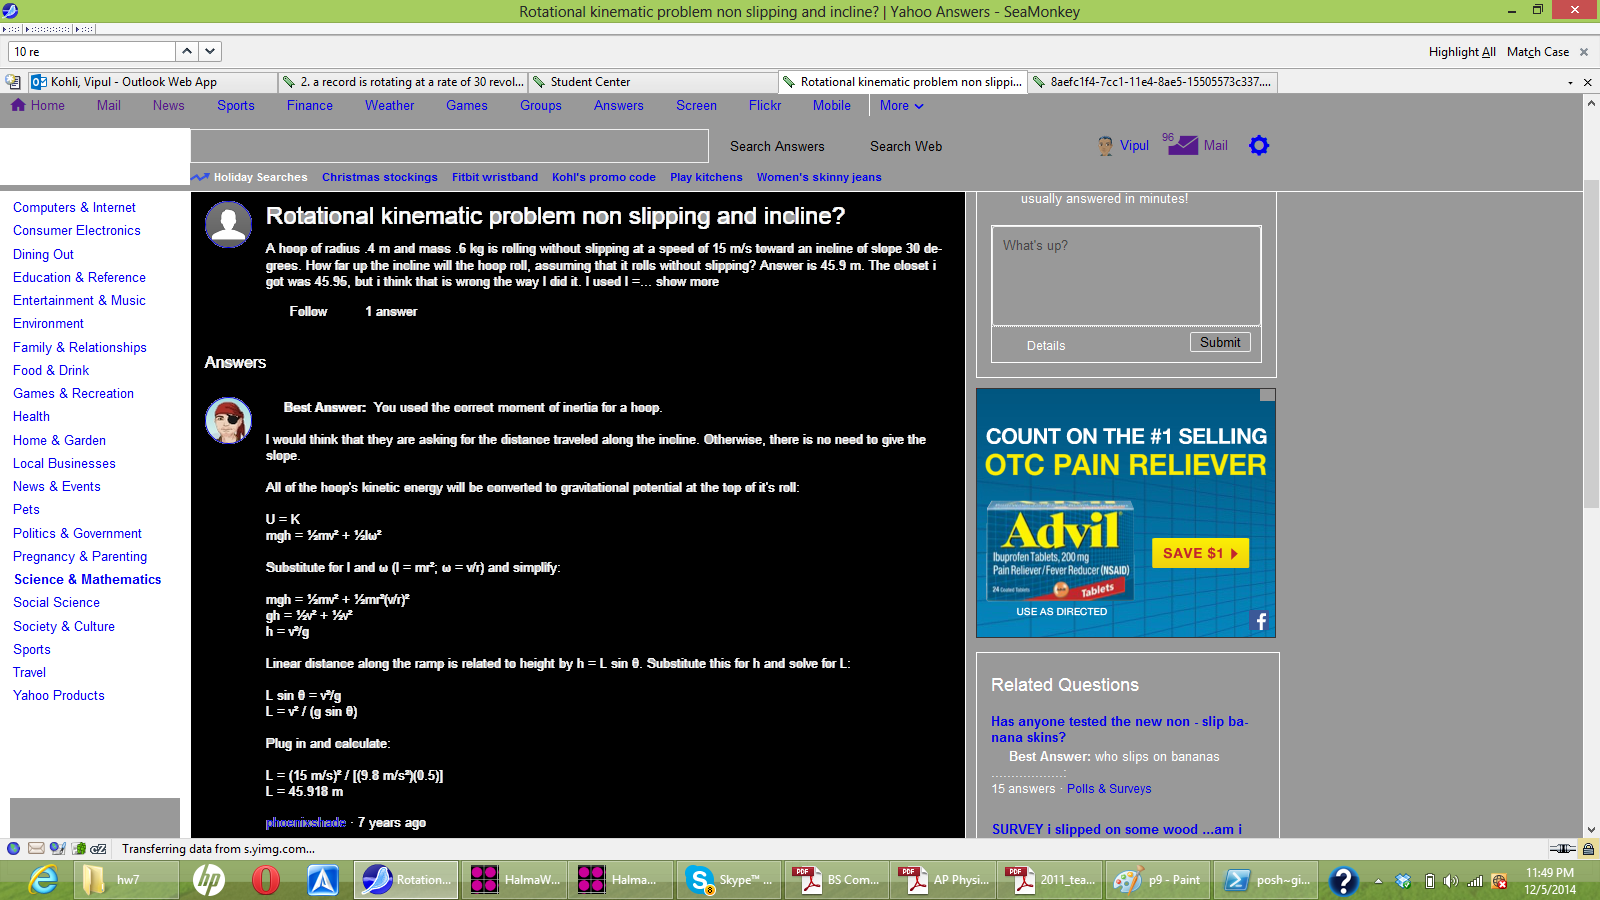 Rotational kinematic problem non slipping and incline? | Yahoo Answers - SeaMonkey
10 re
Highlight All Match Case
Kohli, Vipul - Outlook Web App
2. a record is rotating at a rate of 30 revol...
Student Center
Rotational kinematic problem non slippi...
8aefc1f4-7cc1-11e4-8ae5-15505573c337....
Home Mail News Sports Finance Weather Games Groups Answers Screen Flickr Mobile More
Search Answers Search Web
Vipul 96 Mail
Holiday Searches Christmas stockings Fitbit wristband Kohl's promo code Play kitchens Women's skinny jeans
Computers & Internet
Consumer Electronics
Dining Out
Education & Reference
Entertainment & Music
Environment
Family & Relationships
Food & Drink
Games & Recreation
Health
Home & Garden
Local Businesses
News & Events
Pets
Politics & Government
Pregnancy & Parenting
Science & Mathematics
Social Science
Society & Culture
Sports
Travel
Yahoo Products
Rotational kinematic problem non slipping and incline?
A hoop of radius .4 m and mass .6 kg is rolling without slipping at a speed of 15 m/s toward an incline of slope 30 de-
grees. How far up the incline will the hoop roll, assuming that it rolls without slipping? Answer is 45.9 m. The closet i
got was 45.95, but i think that is wrong the way I did it. I used I =... show more
Follow 1 answer
Answers
Best Answer: You used the correct moment of inertia for a hoop.
I would think that they are asking for the distance traveled along the incline. Otherwise, there is no need to give the
slope.
All of the hoop's kinetic energy will be converted to gravitational potential at the top of it's roll:
U = K
mgh = ½mv² + ½Iω²
Substitute for I and ω (I = mr²; ω = v/r) and simplify:
mgh = ½mv² + ½mr²(v/r)²
gh = ½v² + ½v²
h = v²/g
Linear distance along the ramp is related to height by h = L sin θ. Substitute this for h and solve for L:
L sin θ = v²/g
L = v² / (g sin θ)
Plug in and calculate:
L = (15 m/s)² / [(9.8 m/s²)(0.5)]
L = 45.918 m
phoenixshade · 7 years ago
usually answered in minutes!
What's up?
Details
Submit
COUNT ON THE #1 SELLING
OTC PAIN RELIEVER
Advil
Ibuprofen Tablets, 200 mg
Pain Reliever/Fever Reducer (NSAID)
24 Coated Tablets
Tablets
SAVE $1
USE AS DIRECTED
f
Related Questions
Has anyone tested the new non - slip ba-
nana skins?
Best Answer: who slips on bananas
...................:
15 answers · Polls & Surveys
SURVEY i slipped on some wood ...am i
Transferring data from s.yimg.com...
hw7
hp
Rotation...
HalmaW...
Halma...
Skype™ ...
8
PDF BS Com...
PDF AP Physi...
PDF 2011_tea...
p9 - Paint
posh~gi...
?
11:49 PM
12/5/2014